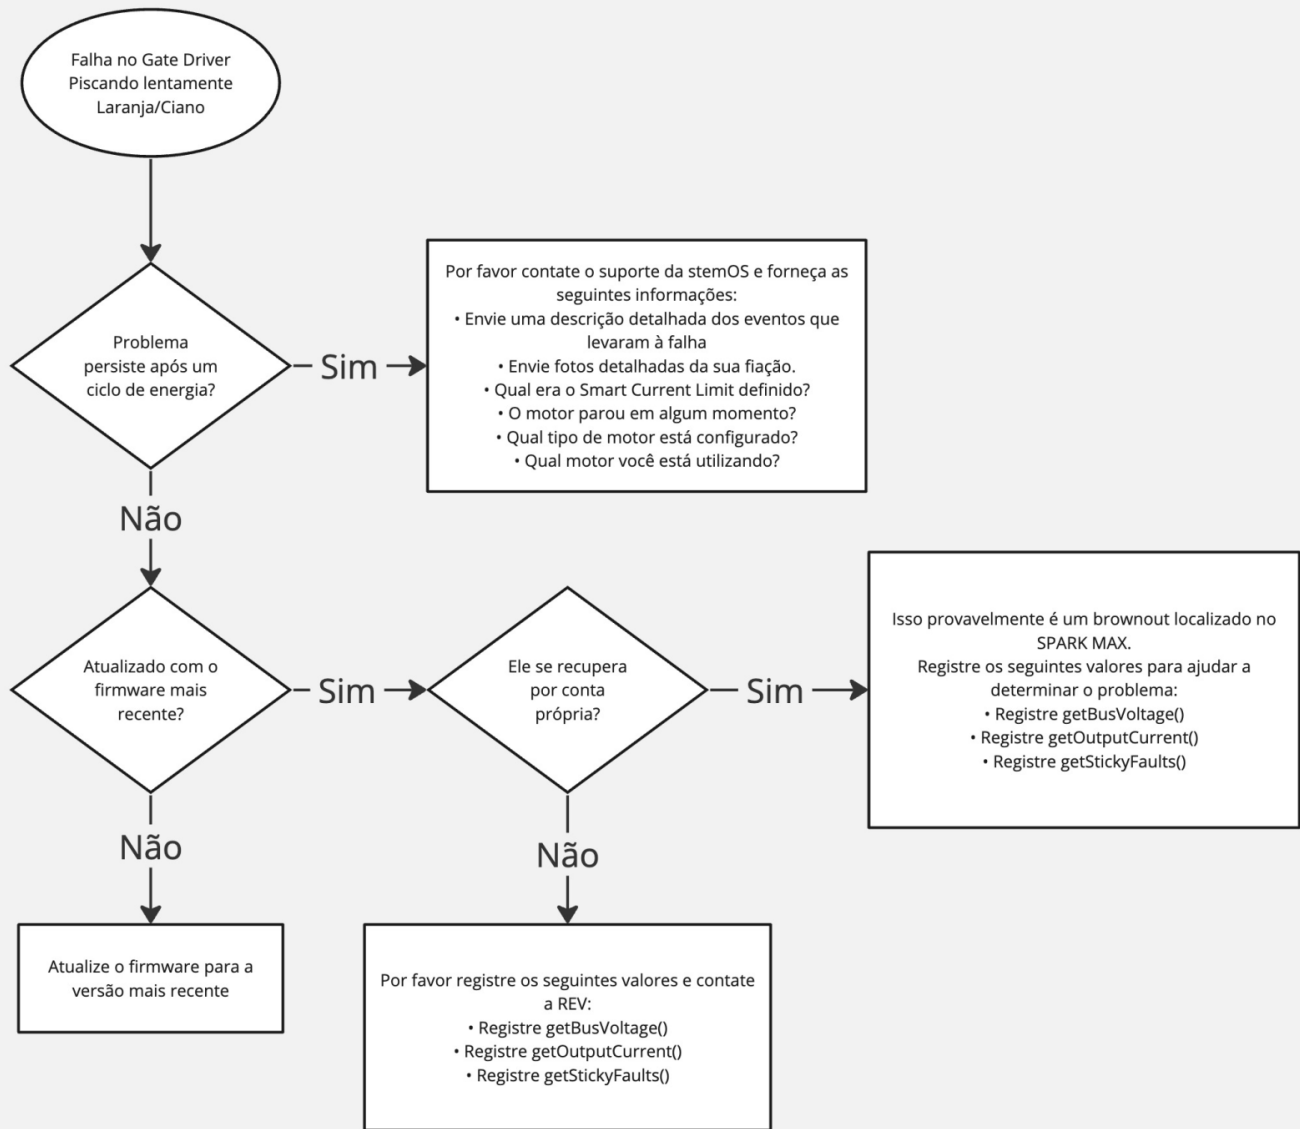 Falha no Gate Driver
Piscando lentamente
Laranja/Ciano
Problema
persiste após um
ciclo de energia?
Sim
Por favor contate o suporte da stemOS e forneça as
seguintes informações:
• Envie uma descrição detalhada dos eventos que
levaram à falha
• Envie fotos detalhadas da sua fiação.
• Qual era o Smart Current Limit definido?
• O motor parou em algum momento?
• Qual tipo de motor está configurado?
• Qual motor você está utilizando?
Não
Atualizado com o
firmware mais
recente?
Sim
Ele se recupera
por conta
própria?
Sim
Isso provavelmente é um brownout localizado no
SPARK MAX.
Registre os seguintes valores para ajudar a
determinar o problema:
• Registre getBusVoltage()
• Registre getOutputCurrent()
• Registre getStickyFaults()
Não
Atualize o firmware para a
versão mais recente
Não
Por favor registre os seguintes valores e contate
a REV:
• Registre getBusVoltage()
• Registre getOutputCurrent()
• Registre getStickyFaults()